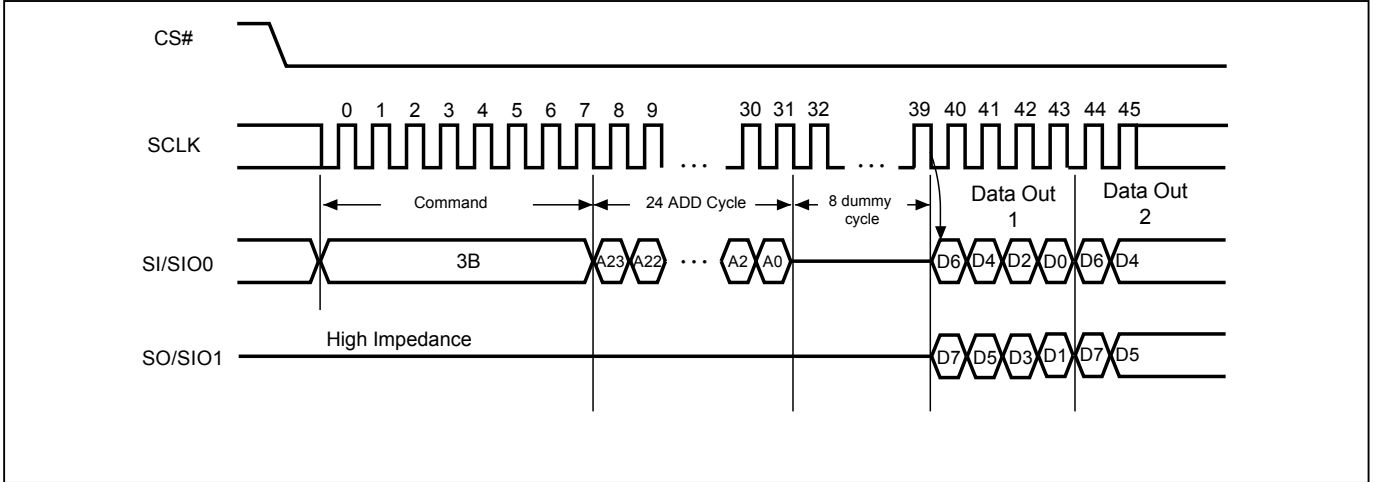 CS#
0 1 2 3 4 5 6 7 8 9 30 31 32 39 40 41 42 43 44 45
SCLK
... ...
Command 24 ADD Cycle 8 dummy cycle Data Out 1 Data Out 2
SI/SIO0 3B A23 A22 ... A2 A0 D6 D4 D2 D0 D6 D4
High Impedance
SO/SIO1 D7 D5 D3 D1 D7 D5